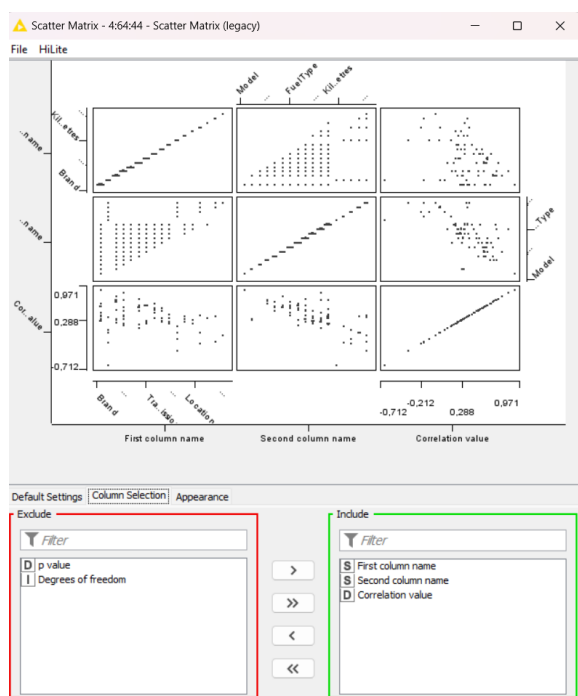 Scatter Matrix - 4:64:44 - Scatter Matrix (legacy)
File HiLite
Model ... FuelType ... Kil..etres ...
..name
Kil..etres
...
Brand
..name
...
..Type
...
Model
Cor..alue
0,971
0,288
-0,712
Brand ... Tra..issio.. ... Location ...
-0,712 -0,212 0,288 0,971
First column name Second column name Correlation value
Default Settings Column Selection Appearance
Exclude Include
Filter Filter
D p value
I Degrees of freedom
S First column name
S Second column name
D Correlation value
>
>>
<
<<